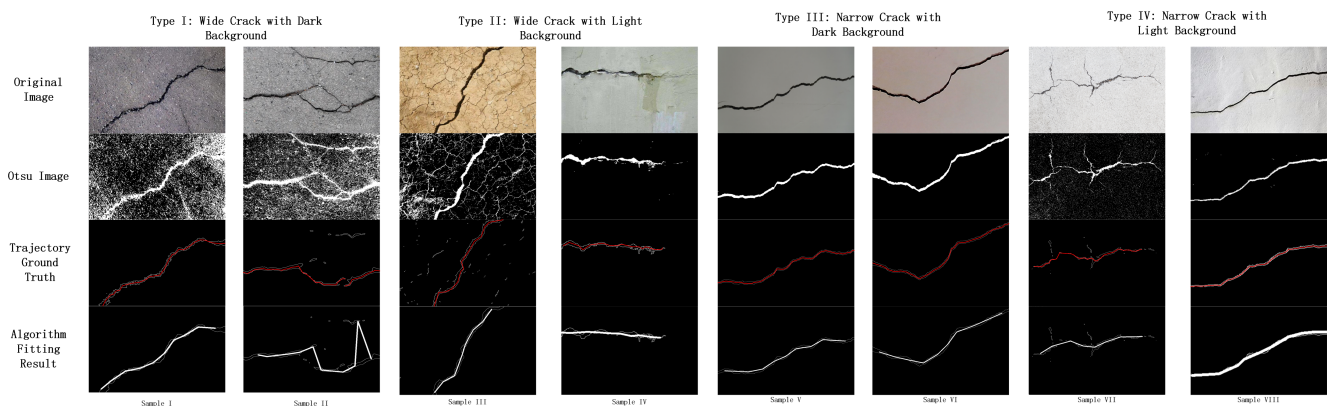 Type I: Wide Crack with Dark
Background
Type II: Wide Crack with Light
Background
Type III: Narrow Crack with
Dark Background
Type IV: Narrow Crack with
Light Background
Original
Image
Otsu Image
Trajectory
Ground
Truth
Algorithm
Fitting
Result
Sample I
Sample II
Sample III
Sample IV
Sample V
Sample VI
Sample VII
Sample VIII